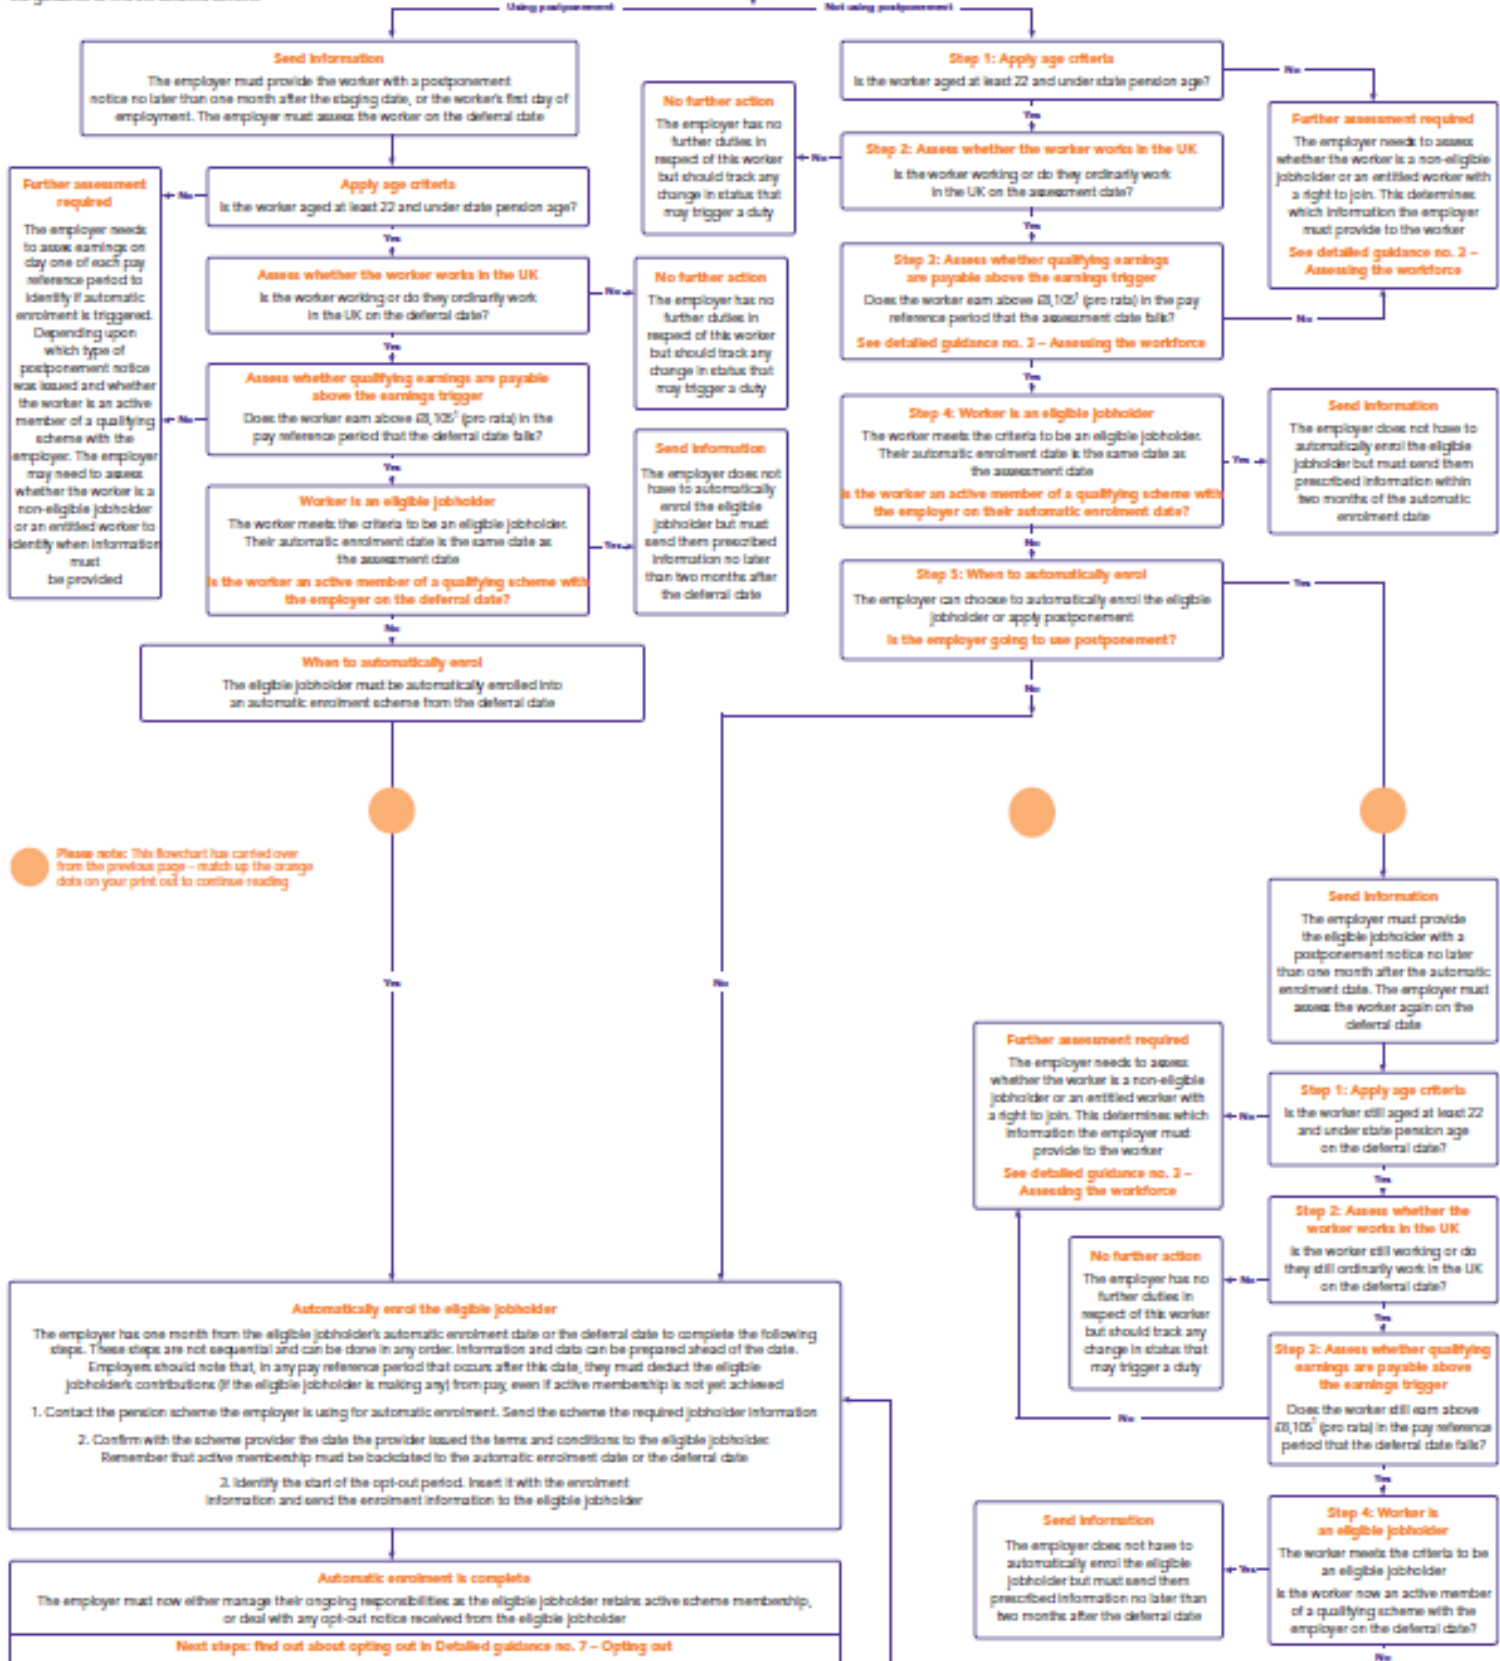 Using postponement
Not using postponement
Send information
The employer must provide the worker with a postponement
notice no later than one month after the staging date, or the worker's first day of
employment. The employer must assess the worker on the deferral date
Apply age criteria
Is the worker aged at least 22 and under state pension age?
No
Further assessment
required
The employer needs
to assess earnings on
day one of each pay
reference period to
identify if automatic
enrolment is triggered.
Depending upon
which type of
postponement notice
was issued and whether
the worker is an active
member of a qualifying
scheme with the
employer. The employer
may need to assess
whether the worker is a
non-eligible jobholder
or an entitled worker to
identify when information
must
be provided
Yes
Assess whether the worker works in the UK
Is the worker working or do they ordinarily work
in the UK on the deferral date?
No
No further action
The employer has no
further duties in
respect of this worker
but should track any
change in status that
may trigger a duty
Yes
Assess whether qualifying earnings are payable
above the earnings trigger
Does the worker earn above £8,105¹ (pro rata) in the
pay reference period that the deferral date falls?
No
Yes
Worker is an eligible jobholder
The worker meets the criteria to be an eligible jobholder.
Their automatic enrolment date is the same date as
the assessment date
Is the worker an active member of a qualifying scheme with
the employer on the deferral date?
Yes
Send information
The employer does not
have to automatically
enrol the eligible
jobholder but must
send them prescribed
information no later
than two months after
the deferral date
No
When to automatically enrol
The eligible jobholder must be automatically enrolled into
an automatic enrolment scheme from the deferral date
Step 1: Apply age criteria
Is the worker aged at least 22 and under state pension age?
No
Further assessment required
The employer needs to assess
whether the worker is a non-eligible
jobholder or an entitled worker with
a right to join. This determines
which information the employer
must provide to the worker
See detailed guidance no. 3 –
Assessing the workforce
Yes
Step 2: Assess whether the worker works in the UK
Is the worker working or do they ordinarily work
in the UK on the assessment date?
No
No further action
The employer has no
further duties in
respect of this worker
but should track any
change in status that
may trigger a duty
Yes
Step 3: Assess whether qualifying earnings
are payable above the earnings trigger
Does the worker earn above £8,105¹ (pro rata) in the pay
reference period that the assessment date falls?
See detailed guidance no. 3 – Assessing the workforce
No
Yes
Step 4: Worker is an eligible jobholder
The worker meets the criteria to be an eligible jobholder.
Their automatic enrolment date is the same date as
the assessment date
Is the worker an active member of a qualifying scheme with
the employer on their automatic enrolment date?
Yes
Send information
The employer does not have to
automatically enrol the eligible
jobholder but must send them
prescribed information within
two months of the automatic
enrolment date
No
Step 5: When to automatically enrol
The employer can choose to automatically enrol the eligible
jobholder or apply postponement
Is the employer going to use postponement?
Yes
No
Please note: This flowchart has carried over
from the previous page – match up the orange
dots on your print out to continue reading
Yes
No
Send information
The employer must provide
the eligible jobholder with a
postponement notice no later
than one month after the automatic
enrolment date. The employer must
assess the worker again on the
deferral date
Step 1: Apply age criteria
Is the worker still aged at least 22
and under state pension age
on the deferral date?
No
Further assessment required
The employer needs to assess
whether the worker is a non-eligible
jobholder or an entitled worker with
a right to join. This determines which
information the employer must
provide to the worker
See detailed guidance no. 3 –
Assessing the workforce
Yes
Step 2: Assess whether the
worker works in the UK
Is the worker still working or do
they still ordinarily work in the UK
on the deferral date?
No
No further action
The employer has no
further duties in
respect of this worker
but should track any
change in status that
may trigger a duty
Yes
Step 3: Assess whether qualifying
earnings are payable above
the earnings trigger
Does the worker still earn above
£8,105¹ (pro rata) in the pay reference
period that the deferral date falls?
No
Yes
Step 4: Worker is
an eligible jobholder
The worker meets the criteria to be
an eligible jobholder
Is the worker now an active member
of a qualifying scheme with the
employer on the deferral date?
Yes
Send information
The employer does not have to
automatically enrol the eligible
jobholder but must send them
prescribed information no later than
two months after the deferral date
No
Automatically enrol the eligible jobholder
The employer has one month from the eligible jobholder's automatic enrolment date or the deferral date to complete the following
steps. These steps are not sequential and can be done in any order. Information and data can be prepared ahead of the date.
Employers should note that, in any pay reference period that occurs after this date, they must deduct the eligible
jobholder's contributions (if the eligible jobholder is making any) from pay, even if active membership is not yet achieved
1. Contact the pension scheme the employer is using for automatic enrolment. Send the scheme the required jobholder information
2. Confirm with the scheme provider the date the provider issued the terms and conditions to the eligible jobholder.
Remember that active membership must be backdated to the automatic enrolment date or the deferral date
3. Identify the start of the opt-out period. Insert it with the enrolment
information and send the enrolment information to the eligible jobholder
Automatic enrolment is complete
The employer must now either manage their ongoing responsibilities as the eligible jobholder retains active scheme membership,
or deal with any opt-out notice received from the eligible jobholder
Next steps: find out about opting out in Detailed guidance no. 7 – Opting out